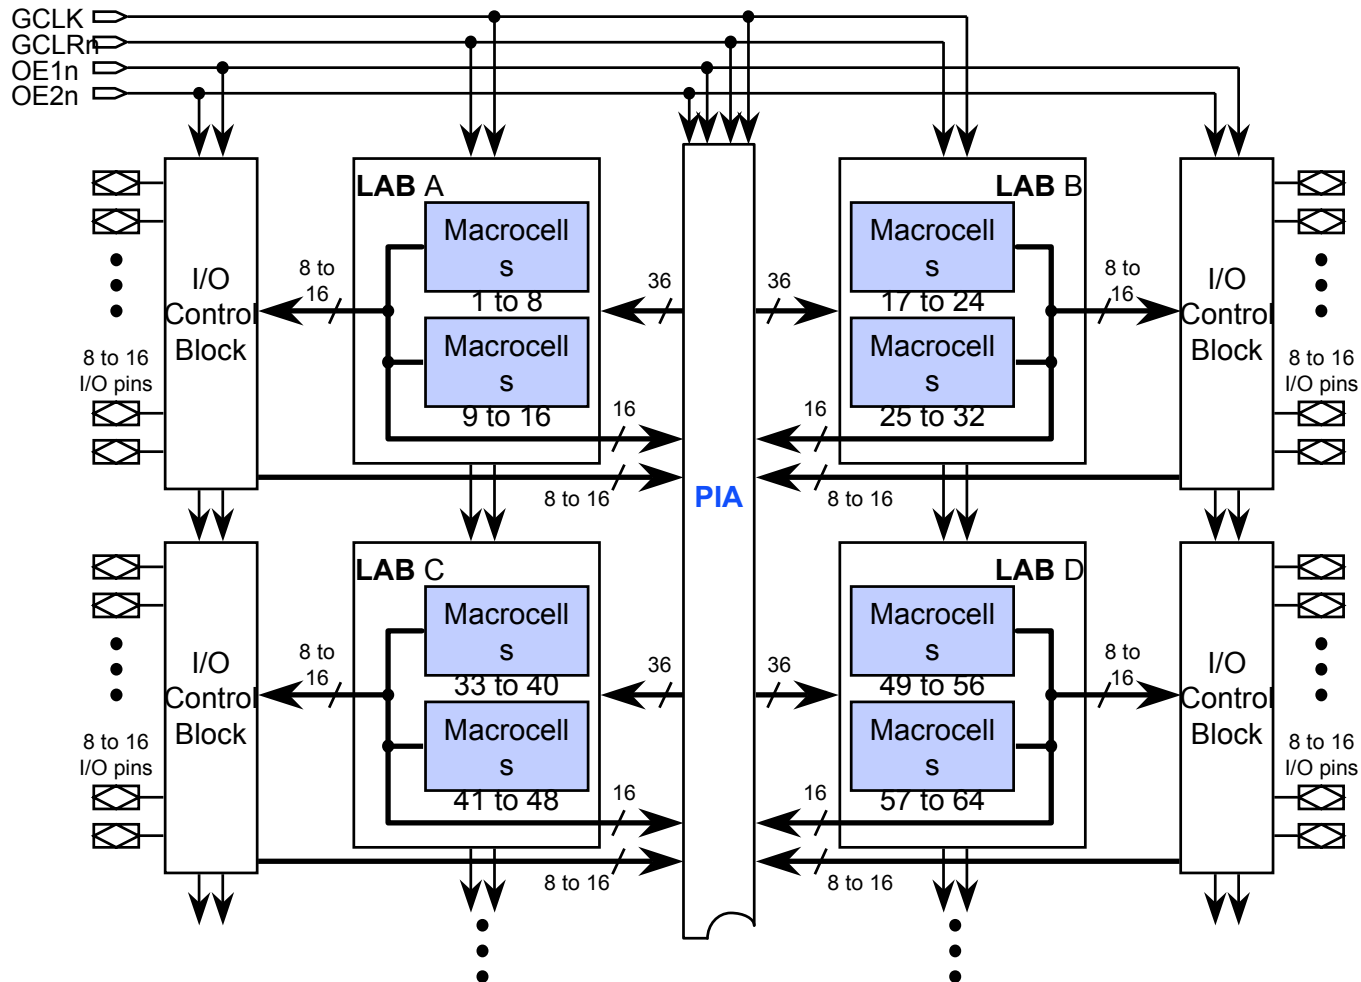 GCLK
GCLRn
OE1n
OE2n
LAB A
Macrocell
s
1 to 8
Macrocell
s
9 to 16
8 to
16
I/O
Control
Block
8 to 16
I/O pins
36
16
8 to 16
PIA
LAB B
Macrocell
s
17 to 24
Macrocell
s
25 to 32
36
16
8 to 16
8 to
16
I/O
Control
Block
8 to 16
I/O pins
LAB C
Macrocell
s
33 to 40
Macrocell
s
41 to 48
8 to
16
I/O
Control
Block
8 to 16
I/O pins
36
16
8 to 16
LAB D
Macrocell
s
49 to 56
Macrocell
s
57 to 64
36
16
8 to 16
8 to
16
I/O
Control
Block
8 to 16
I/O pins